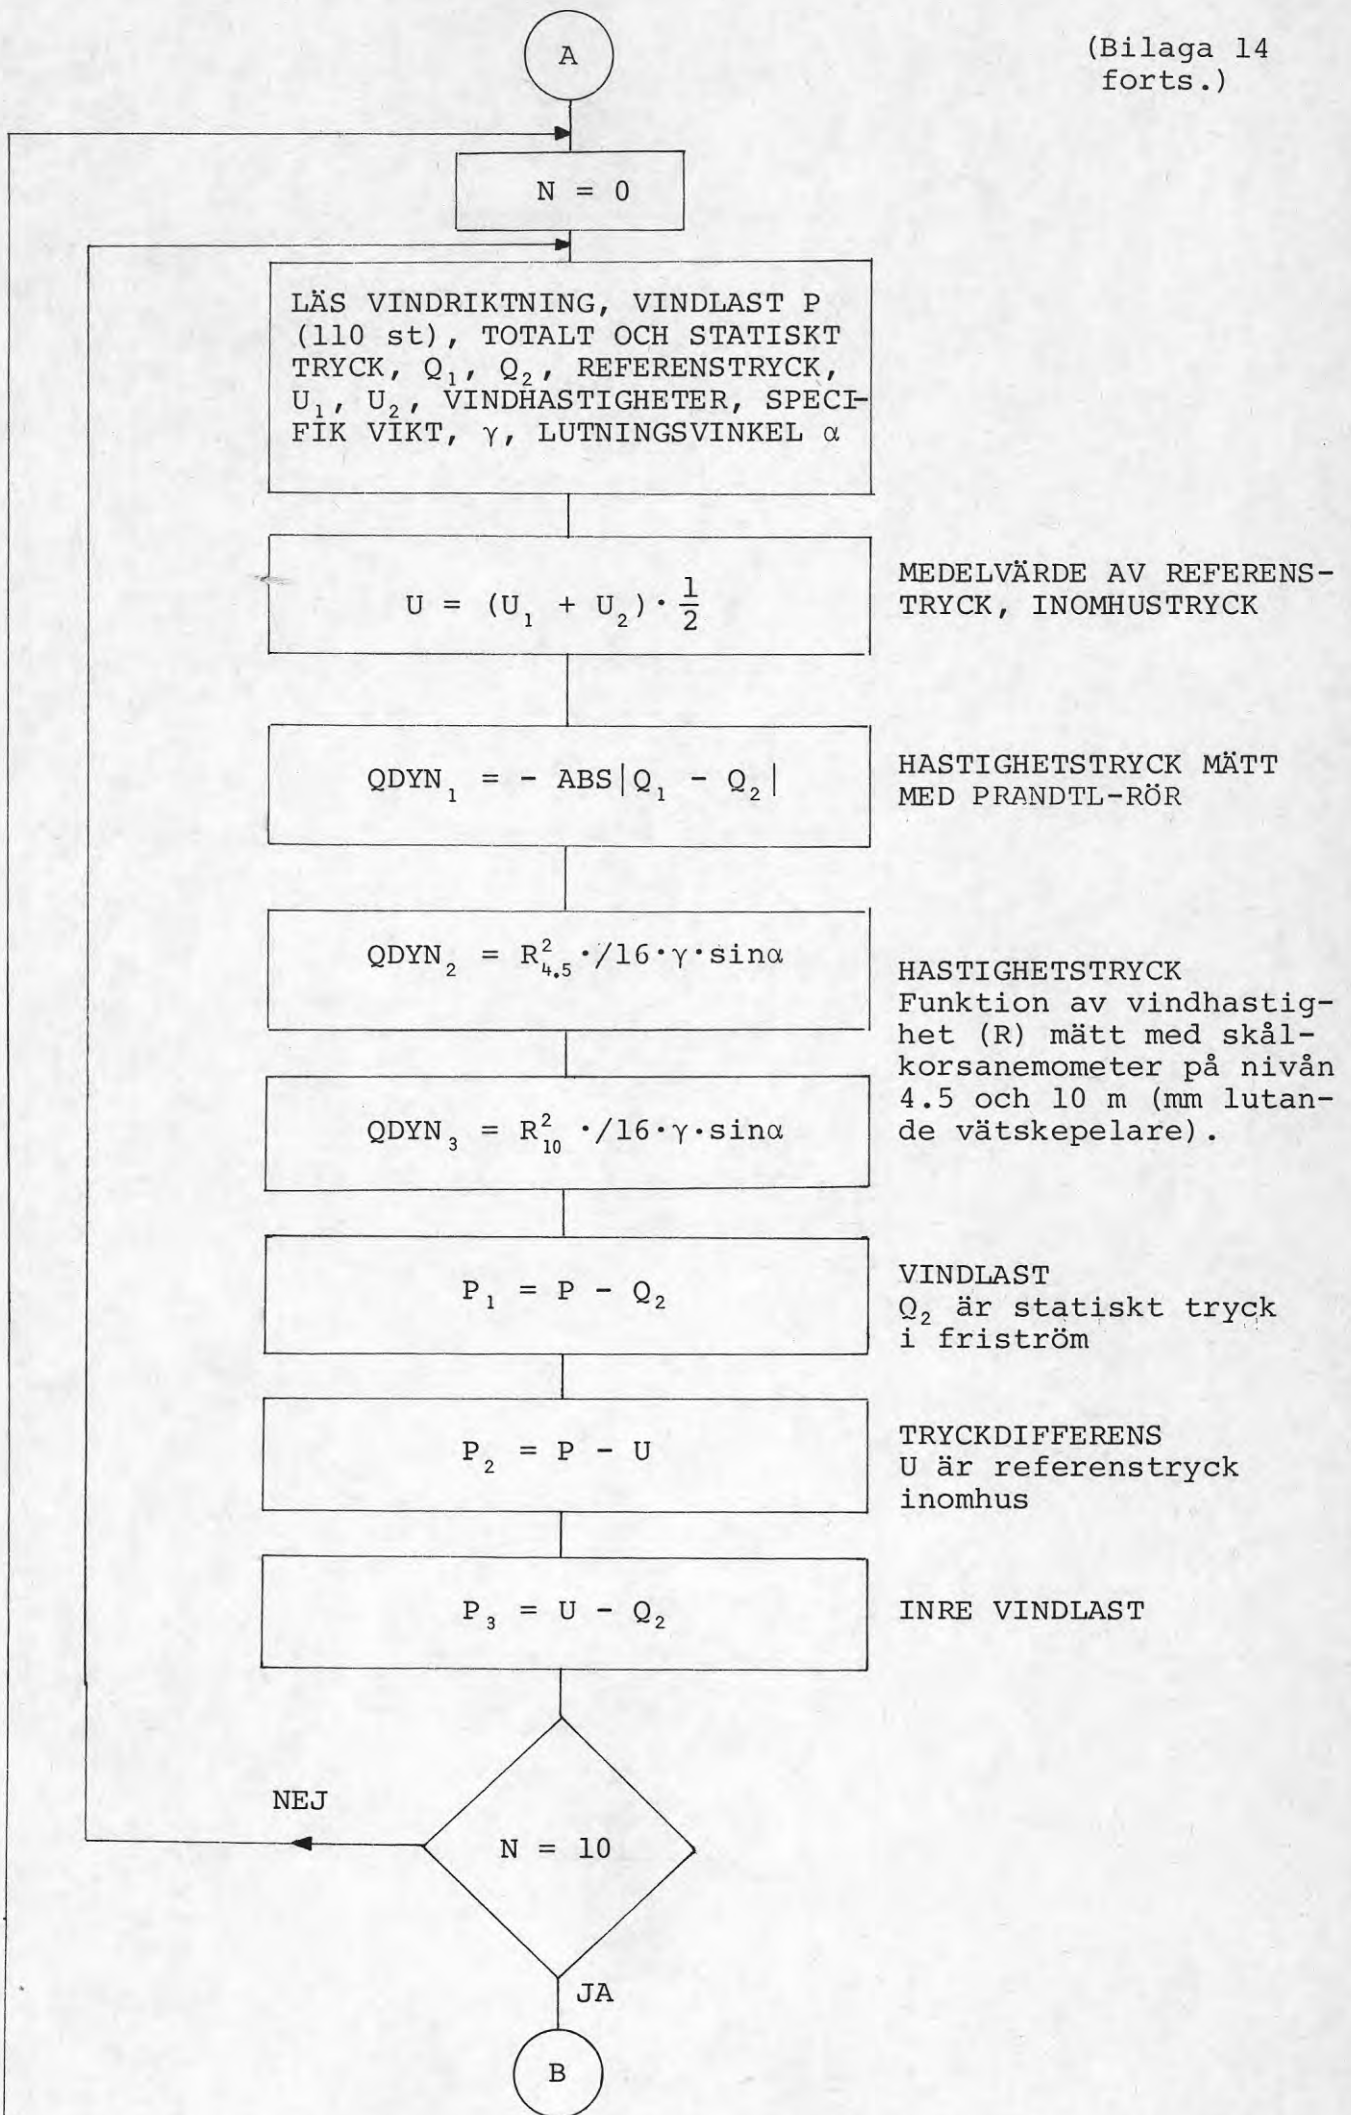 A
(Bilaga 14
forts.)
N = 0
LÄS VINDRIKTNING, VINDLAST P
(110 st), TOTALT OCH STATISKT
TRYCK, Q₁, Q₂, REFERENSTRYCK,
U₁, U₂, VINDHASTIGHETER, SPECI-
FIK VIKT, γ, LUTNINGSVINKEL α
U = (U₁ + U₂)·1/2
MEDELVÄRDE AV REFERENS-
TRYCK, INOMHUSTRYCK
QDYN₁ = - ABS|Q₁ - Q₂|
HASTIGHETSTRYCK MÄTT
MED PRANDTL-RÖR
QDYN₂ = R²₄.₅·/16·γ·sinα
HASTIGHETSTRYCK
Funktion av vindhastig-
het (R) mätt med skål-
korsanemometer på nivån
4.5 och 10 m (mm lutan-
de vätskepelare).
QDYN₃ = R²₁₀ ·/16·γ·sinα
P₁ = P - Q₂
VINDLAST
Q₂ är statiskt tryck
i friström
P₂ = P - U
TRYCKDIFFERENS
U är referenstryck
inomhus
P₃ = U - Q₂
INRE VINDLAST
NEJ
N = 10
JA
B